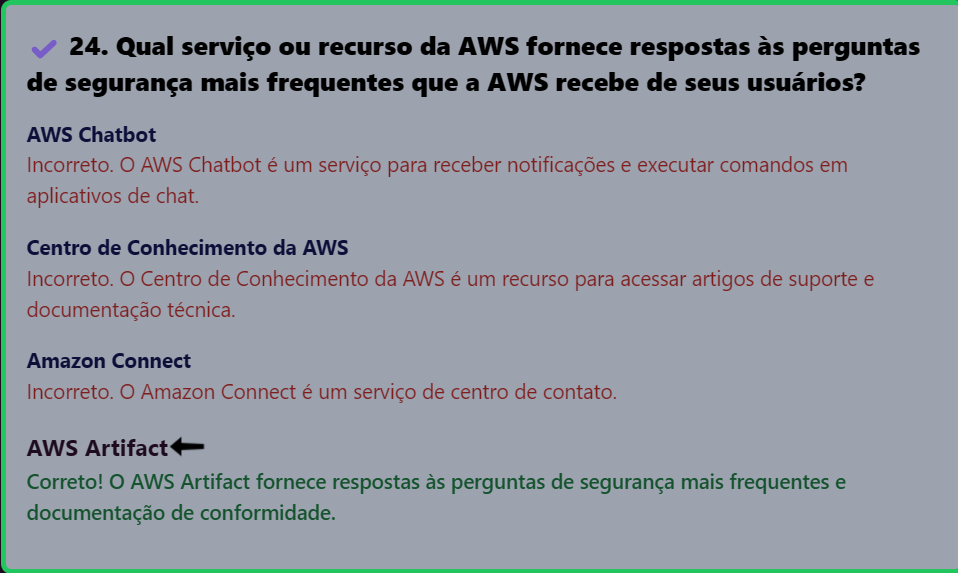 24. Qual serviço ou recurso da AWS fornece respostas às perguntas
de segurança mais frequentes que a AWS recebe de seus usuários?
AWS Chatbot
Incorreto. O AWS Chatbot é um serviço para receber notificações e executar comandos em
aplicativos de chat.
Centro de Conhecimento da AWS
Incorreto. O Centro de Conhecimento da AWS é um recurso para acessar artigos de suporte e
documentação técnica.
Amazon Connect
Incorreto. O Amazon Connect é um serviço de centro de contato.
AWS Artifact
Correto! O AWS Artifact fornece respostas às perguntas de segurança mais frequentes e
documentação de conformidade.